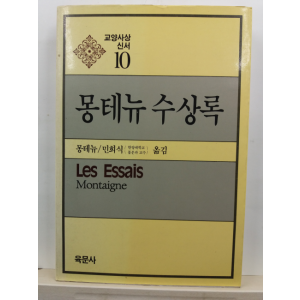 교양사상
신서
10
몽테뉴 수상록
몽테뉴/민희식 옮김
Les Essais
Montaigne
육문사